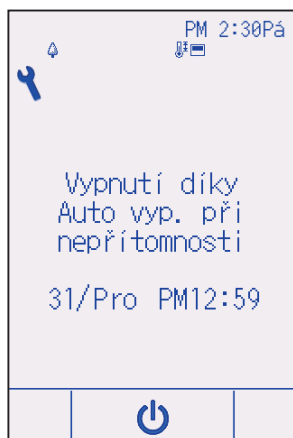 PM 2:30Pá
Vypnutí díky
Auto vyp. při
nepřítomnosti
31/Pro PM12:59